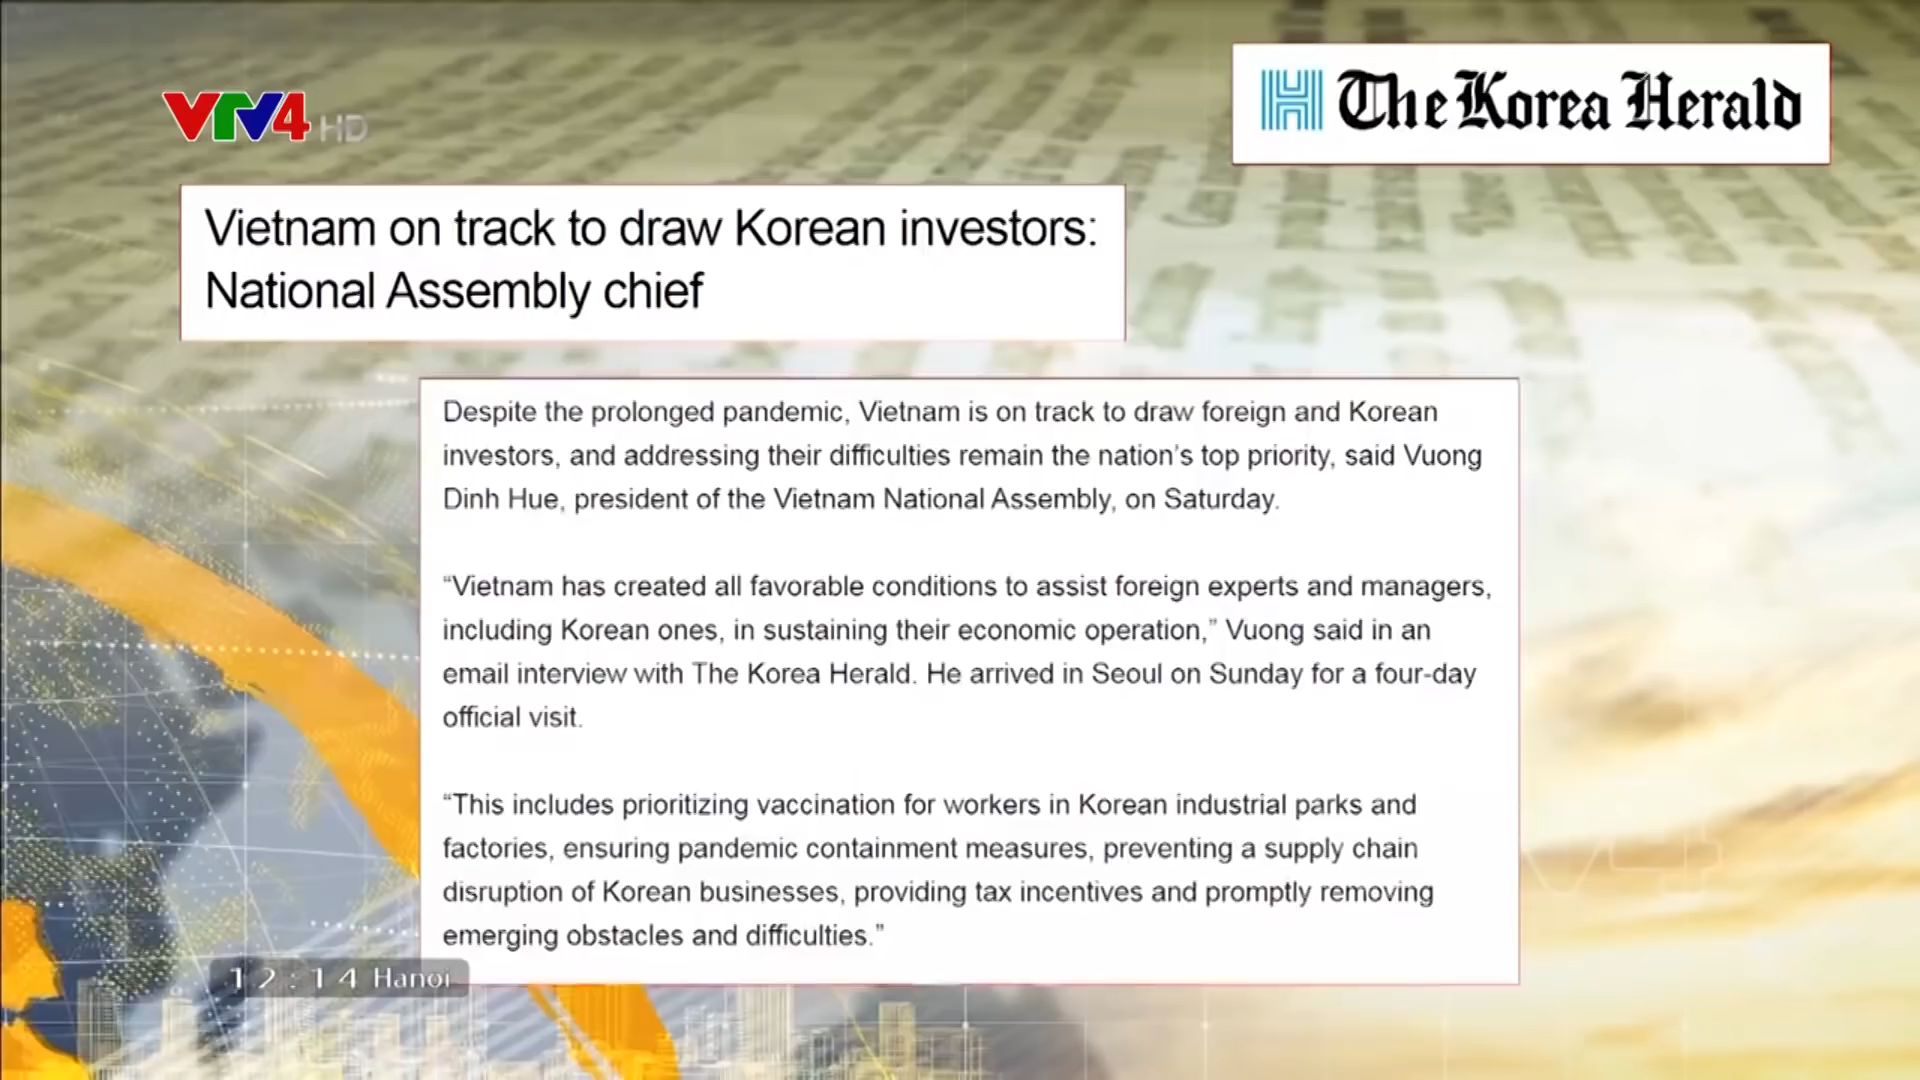 VTV4 HD
The Korea Herald
Vietnam on track to draw Korean investors:
National Assembly chief
Despite the prolonged pandemic, Vietnam is on track to draw foreign and Korean
investors, and addressing their difficulties remain the nation's top priority, said Vuong
Dinh Hue, president of the Vietnam National Assembly, on Saturday.
“Vietnam has created all favorable conditions to assist foreign experts and managers,
including Korean ones, in sustaining their economic operation,” Vuong said in an
email interview with The Korea Herald. He arrived in Seoul on Sunday for a four-day
official visit.
“This includes prioritizing vaccination for workers in Korean industrial parks and
factories, ensuring pandemic containment measures, preventing a supply chain
disruption of Korean businesses, providing tax incentives and promptly removing
emerging obstacles and difficulties.”
12:14 Hanoi